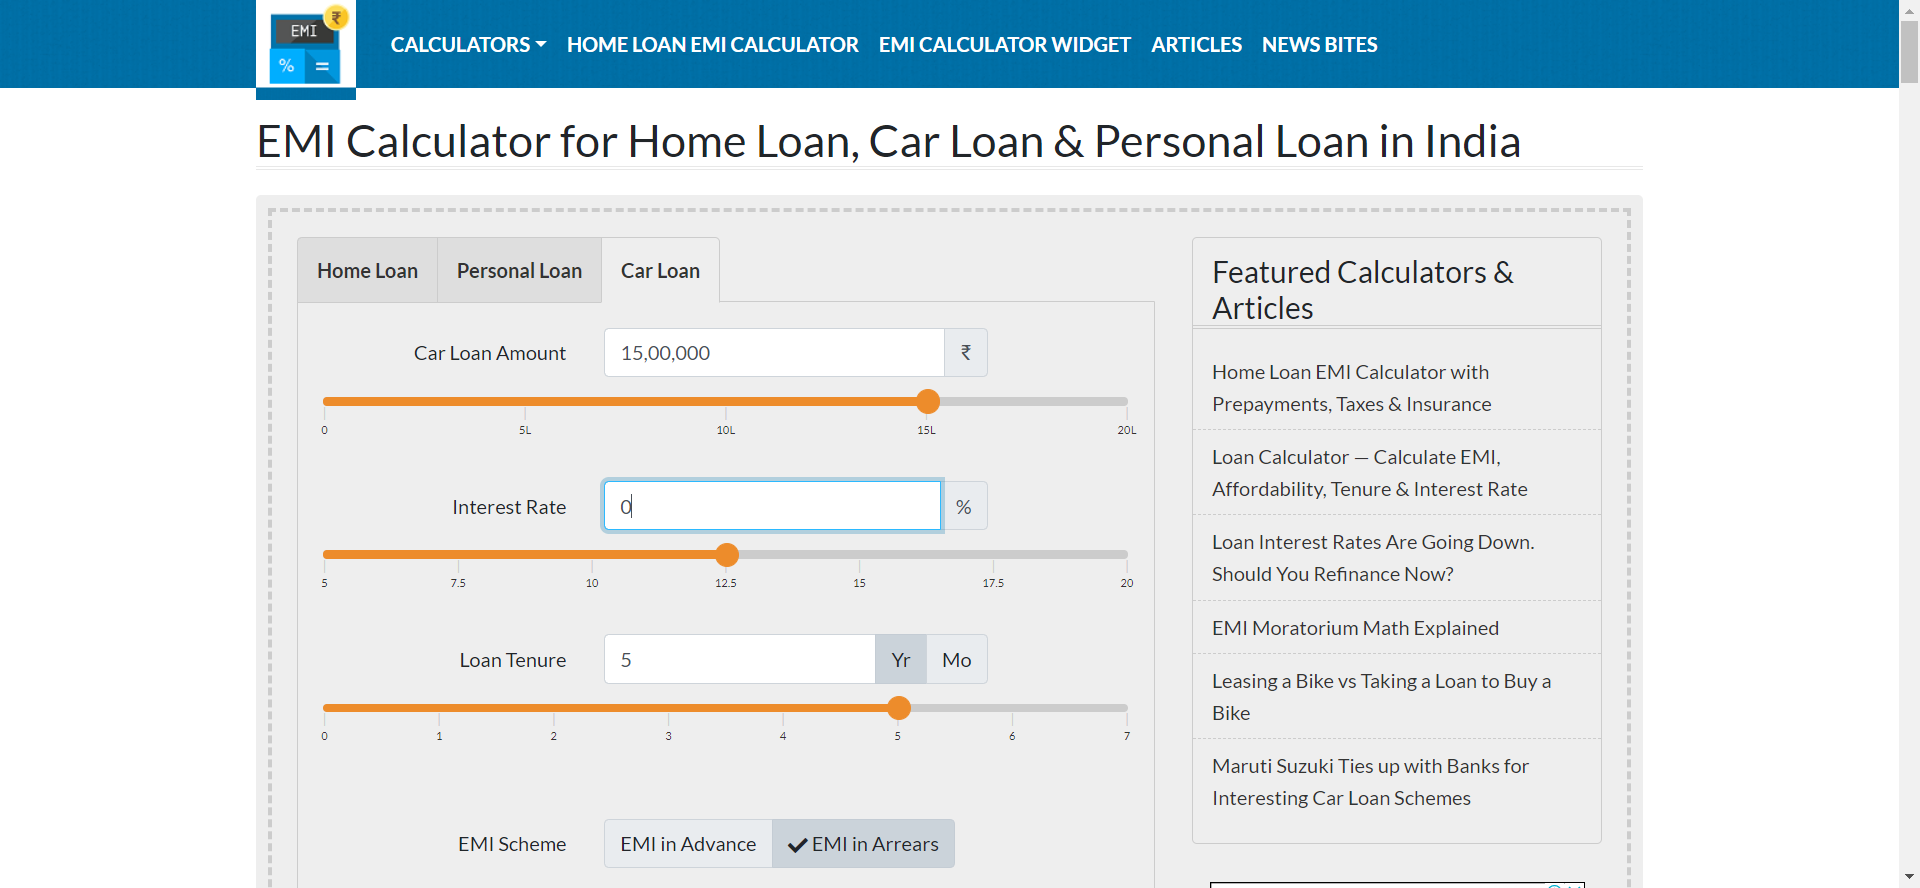 EMI
₹
%
=
CALCULATORS
HOME LOAN EMI CALCULATOR
EMI CALCULATOR WIDGET
ARTICLES
NEWS BITES
EMI Calculator for Home Loan, Car Loan & Personal Loan in India
Home Loan
Personal Loan
Car Loan
Car Loan Amount
15,00,000
₹
0
5L
10L
15L
20L
Interest Rate
0
%
5
7.5
10
12.5
15
17.5
20
Loan Tenure
5
Yr
Mo
0
1
2
3
4
5
6
7
EMI Scheme
EMI in Advance
EMI in Arrears
Featured Calculators &
Articles
Home Loan EMI Calculator with
Prepayments, Taxes & Insurance
Loan Calculator — Calculate EMI,
Affordability, Tenure & Interest Rate
Loan Interest Rates Are Going Down.
Should You Refinance Now?
EMI Moratorium Math Explained
Leasing a Bike vs Taking a Loan to Buy a
Bike
Maruti Suzuki Ties up with Banks for
Interesting Car Loan Schemes